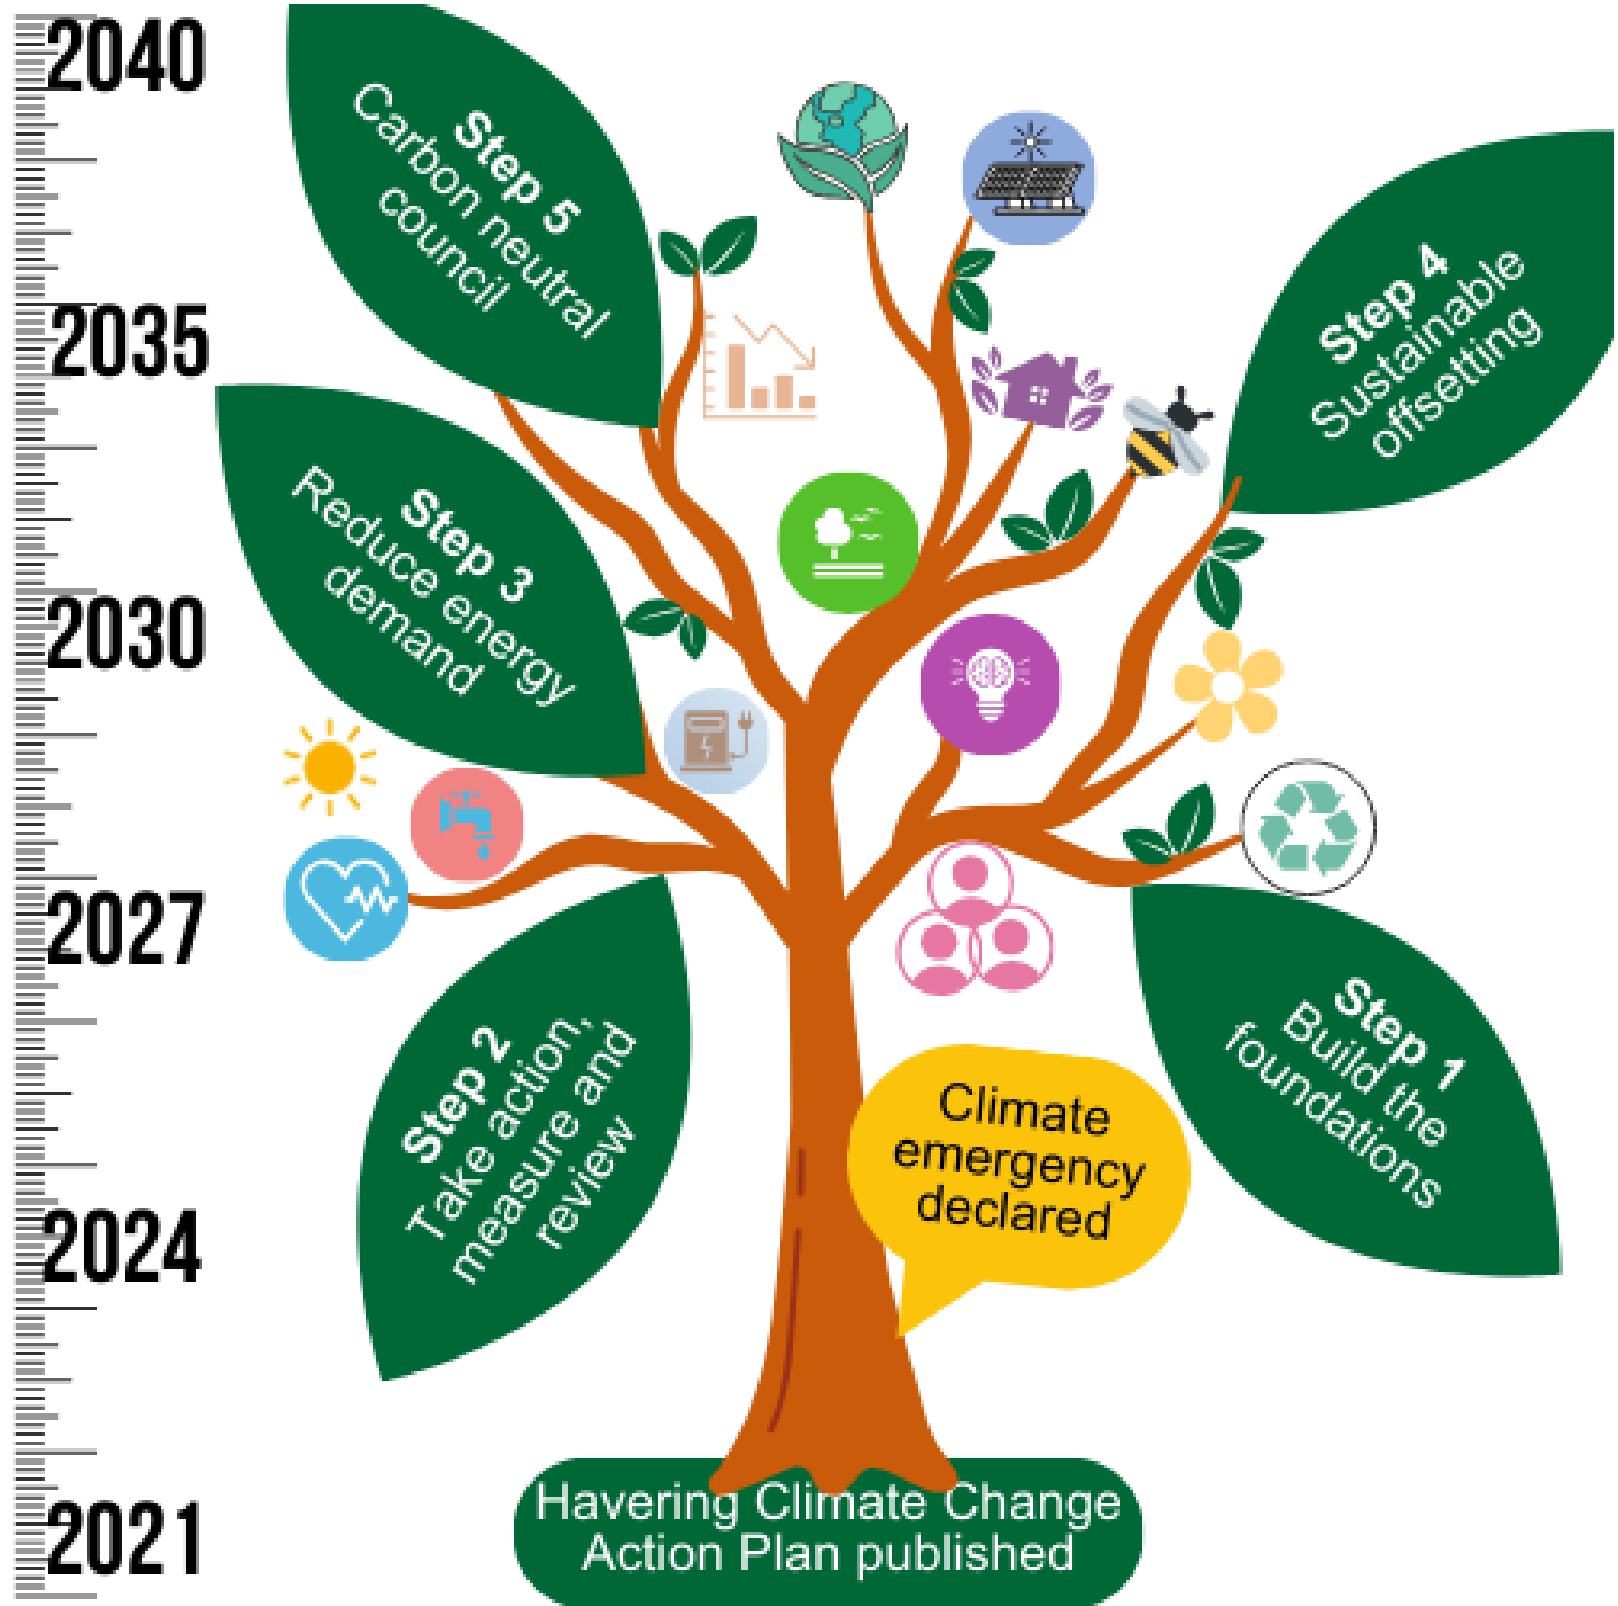 2040
Step 5
Carbon neutral
council
Step 4
Sustainable
offsetting
2035
Step 3
Reduce energy
demand
2030
2027
Step 2
Take action,
measure and
review
Step 1
Build the
foundations
Climate
emergency
declared
2024
Havering Climate Change
Action Plan published
2021